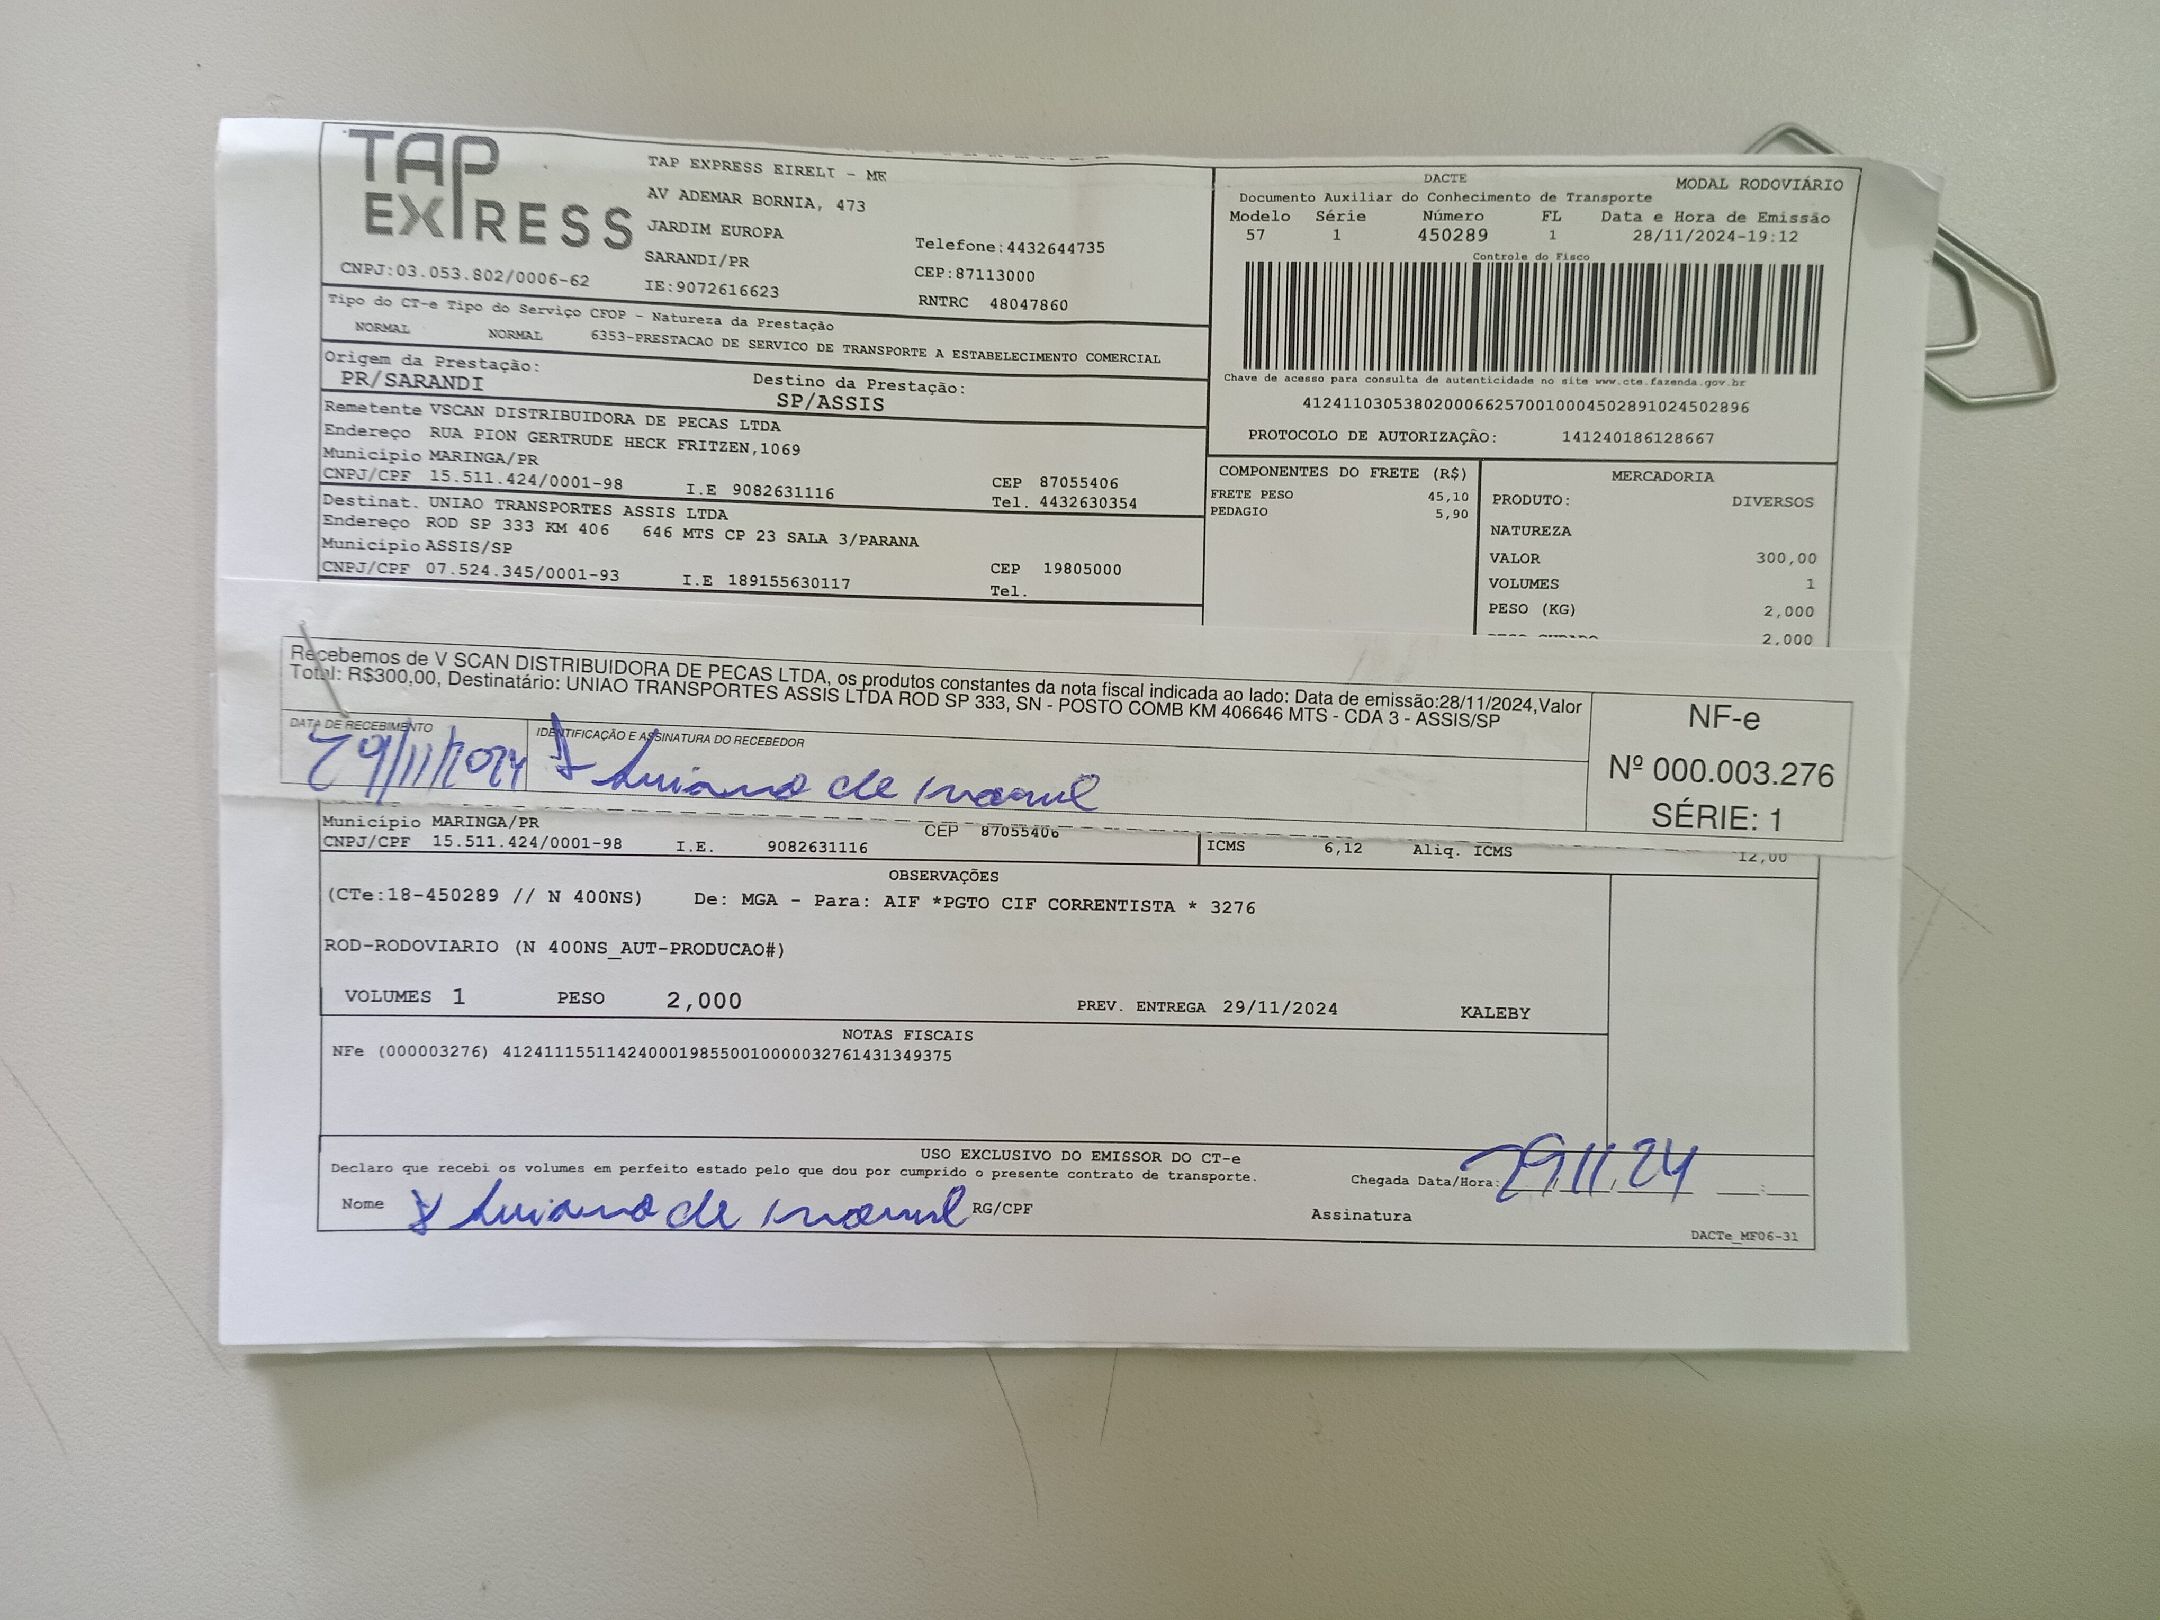 TAP EXPRESS
TAP EXPRESS EIRELI - ME
AV ADEMAR BORNIA, 473
JARDIM EUROPA
SARANDI/PR
IE:9072616623
Telefone:4432644735
CEP:87113000
RNTRC 48047860
CNPJ:03.053.802/0006-62
Tipo do CT-e Tipo do Serviço CFOP - Natureza da Prestação
NORMAL NORMAL 6353-PRESTACAO DE SERVICO DE TRANSPORTE A ESTABELECIMENTO COMERCIAL
Origem da Prestação: Destino da Prestação:
PR/SARANDI SP/ASSIS
Remetente VSCAN DISTRIBUIDORA DE PECAS LTDA
Endereço RUA PION GERTRUDE HECK FRITZEN,1069
Município MARINGA/PR CEP 87055406
CNPJ/CPF 15.511.424/0001-98 I.E 9082631116 Tel. 4432630354
Destinat. UNIAO TRANSPORTES ASSIS LTDA
Endereço ROD SP 333 KM 406 646 MTS CP 23 SALA 3/PARANA
Município ASSIS/SP CEP 19805000
CNPJ/CPF 07.524.345/0001-93 I.E 189155630117 Tel.
DACTE MODAL RODOVIÁRIO
Documento Auxiliar do Conhecimento de Transporte
Modelo Série Número FL Data e Hora de Emissão
57 1 450289 1 28/11/2024-19:12
Controle do Fisco
Chave de acesso para consulta de autenticidade no site www.cte.fazenda.gov.br
41241103053802000662570010004502891024502896
PROTOCOLO DE AUTORIZAÇÃO: 141240186128667
COMPONENTES DO FRETE (R$)
FRETE PESO 45,10
PEDAGIO 5,90
MERCADORIA
PRODUTO: DIVERSOS
NATUREZA
VALOR 300,00
VOLUMES 1
PESO (KG) 2,000
2,000
Recebemos de V SCAN DISTRIBUIDORA DE PECAS LTDA, os produtos constantes da nota fiscal indicada ao lado: Data de emissão:28/11/2024,Valor
Total: R$300,00, Destinatário: UNIAO TRANSPORTES ASSIS LTDA ROD SP 333, SN - POSTO COMB KM 406646 MTS - CDA 3 - ASSIS/SP
DATA DE RECEBIMENTO IDENTIFICAÇÃO E ASSINATURA DO RECEBEDOR
29/11/2024 Luciano de
NF-e
Nº 000.003.276
SÉRIE: 1
Município MARINGA/PR CEP 87055406
CNPJ/CPF 15.511.424/0001-98 I.E. 9082631116
ICMS 6,12 Aliq. ICMS 12,00
OBSERVAÇÕES
(CTe:18-450289 // N 400NS) De: MGA - Para: AIF *PGTO CIF CORRENTISTA * 3276
ROD-RODOVIARIO (N 400NS_AUT-PRODUCAO#)
VOLUMES 1 PESO 2,000 PREV. ENTREGA 29/11/2024 KALEBY
NOTAS FISCAIS
NFe (000003276) 41241115511424000198550010000032761431349375
USO EXCLUSIVO DO EMISSOR DO CT-e
Declaro que recebi os volumes em perfeito estado pelo que dou por cumprido o presente contrato de transporte.
Chegada Data/Hora: 29.11.24
Nome Luciano de RG/CPF Assinatura
DACTe_MF06-31